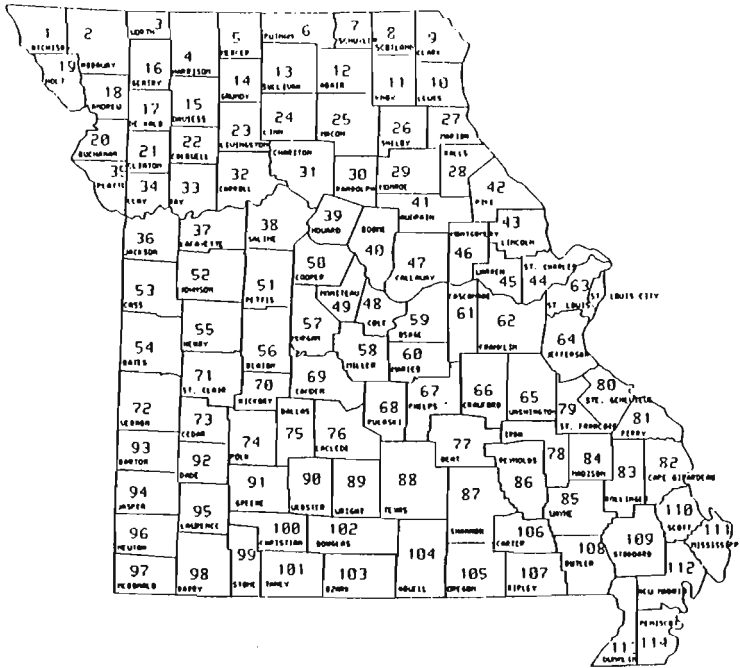 1
ATCHISON
2
NODAWAY
3
WORTH
4
HARRISON
5
MERCER
PUTNAM 6
7
SCHUYLER
8
SCOTLAND
9
CLARK
19
HOLT
18
ANDREW
16
GENTRY
14
GRUNDY
13
SULLIVAN
12
ADAIR
11
KNOX
10
LEWIS
17
DE KALB
15
DAVIESS
24
LINN
25
MACON
26
SHELBY
27
MARION
20
BUCHANAN
21
CLINTON
22
CALDWELL
23
LIVINGSTON
CHARITON
31
30
RANDOLPH
29
MONROE
RALLS
28
35
PLATTE
34
CLAY
33
RAY
32
CARROLL
41
AUDRAIN
42
PIKE
36
JACKSON
37
LAFAYETTE
38
SALINE
39
HOWARD
BOONE
40
47
CALLAWAY
MONTGOMERY
46
43
LINCOLN
WARREN
45
ST. CHARLES
44
63
ST. LOUIS
ST. LOUIS CITY
53
CASS
52
JOHNSON
51
PETTIS
50
COOPER
MONITEAU
49
48
COLE
59
OSAGE
GASCONADE
61
62
FRANKLIN
64
JEFFERSON
54
BATES
55
HENRY
56
BENTON
57
MORGAN
58
MILLER
60
MARIES
71
ST. CLAIR
70
HICKORY
69
CAMDEN
68
PULASKI
67
PHELPS
66
CRAWFORD
65
WASHINGTON
79
ST. FRANCOIS
80
STE. GENEVIEVE
81
PERRY
72
VERNON
73
CEDAR
74
POLK
DALLAS
75
76
LACLEDE
77
DENT
IRON
78
REYNOLDS
86
84
MADISON
83
BOLLINGER
82
CAPE GIRARDEAU
93
BARTON
92
DADE
91
GREENE
90
WEBSTER
89
WRIGHT
88
TEXAS
87
SHANNON
85
WAYNE
94
JASPER
95
LAWRENCE
100
CHRISTIAN
102
DOUGLAS
106
CARTER
108
BUTLER
109
STODDARD
110
SCOTT
111
MISSISSIPPI
96
NEWTON
99
STONE
104
HOWELL
97
MCDONALD
98
BARRY
101
TANEY
103
OZARK
105
OREGON
107
RIPLEY
112
NEW MADRID
DUNKLIN
PEMISCOT
114